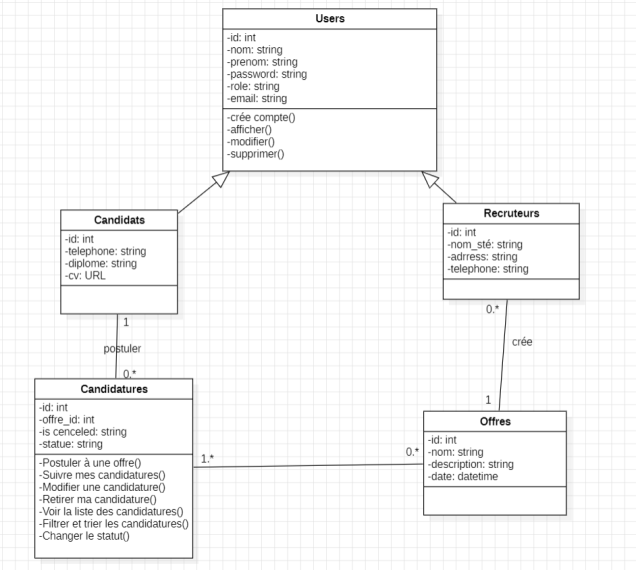 Users
-id: int
-nom: string
-prenom: string
-password: string
-role: string
-email: string
-crée compte()
-afficher()
-modifier()
-supprimer()
Candidats
-id: int
-telephone: string
-diplome: string
-cv: URL
Recruteurs
-id: int
-nom_sté: string
-adrress: string
-telephone: string
1
postuler
0.*
0.*
crée
1
Candidatures
-id: int
-offre_id: int
-is cenceled: string
-statue: string
-Postuler à une offre()
-Suivre mes candidatures()
-Modifier une candidature()
-Retirer ma candidature()
-Voir la liste des candidatures()
-Filtrer et trier les candidatures()
-Changer le statut()
1.*
0.*
Offres
-id: int
-nom: string
-description: string
-date: datetime